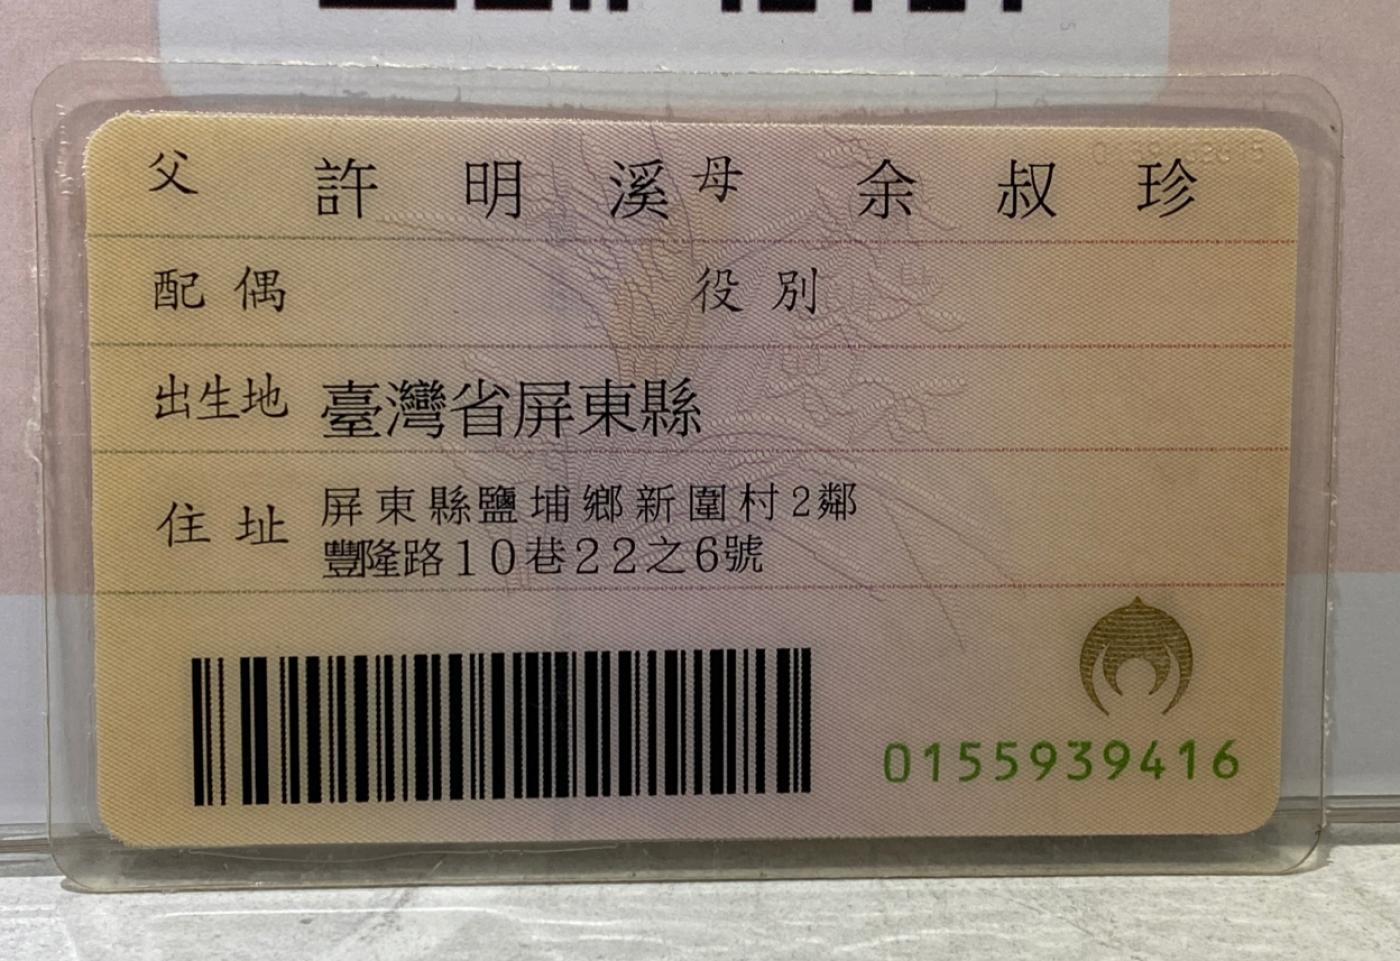 父 許明溪 母 余叔珍
配偶 役別
出生地 臺灣省屏東縣
住址 屏東縣鹽埔鄉新圍村2鄰
豐隆路10巷22之6號
0155939416